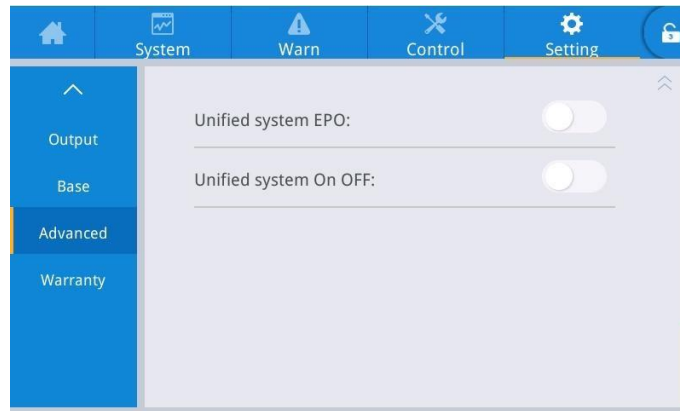 System
Warn
Control
Setting
Output
Base
Advanced
Warranty
Unified system EPO:
Unified system On OFF: